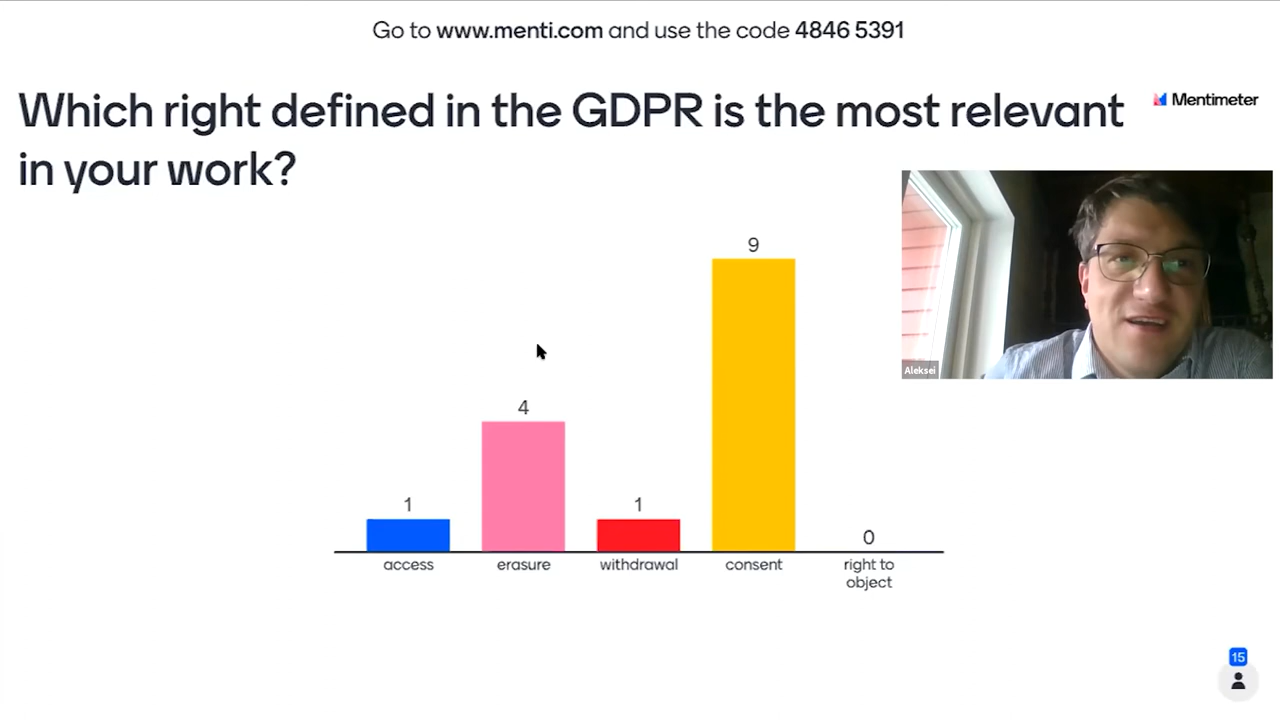 Go to www.menti.com and use the code 4846 5391
Which right defined in the GDPR is the most relevant
in your work?
Mentimeter
Aleksei
9
4
1
1
0
access
erasure
withdrawal
consent
right to
object
15